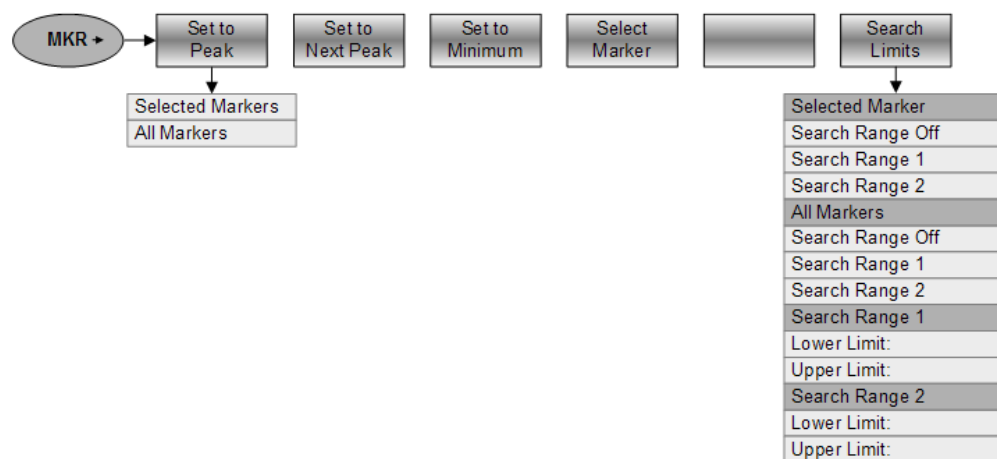 MKR →
Set to
Peak
Set to
Next Peak
Set to
Minimum
Select
Marker
Search
Limits
Selected Markers
All Markers
Selected Marker
Search Range Off
Search Range 1
Search Range 2
All Markers
Search Range Off
Search Range 1
Search Range 2
Search Range 1
Lower Limit:
Upper Limit:
Search Range 2
Lower Limit:
Upper Limit: